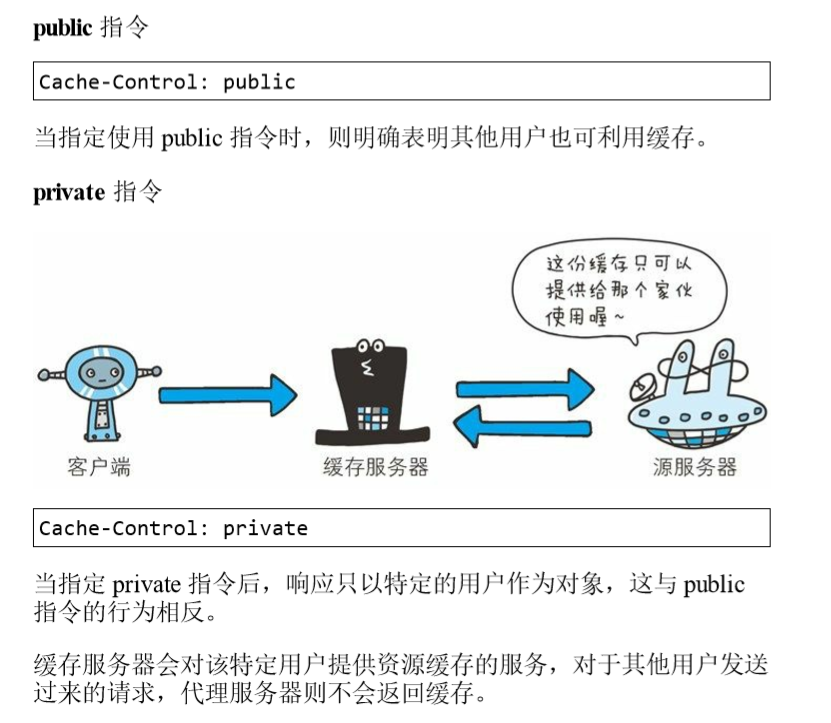 public 指令
Cache-Control: public
当指定使用 public 指令时，则明确表明其他用户也可利用缓存。
private 指令
这份缓存只可以
提供给那个家伙
使用喔~
客户端
缓存服务器
源服务器
Cache-Control: private
当指定 private 指令后，响应只以特定的用户作为对象，这与 public
指令的行为相反。
缓存服务器会对该特定用户提供资源缓存的服务，对于其他用户发送
过来的请求，代理服务器则不会返回缓存。